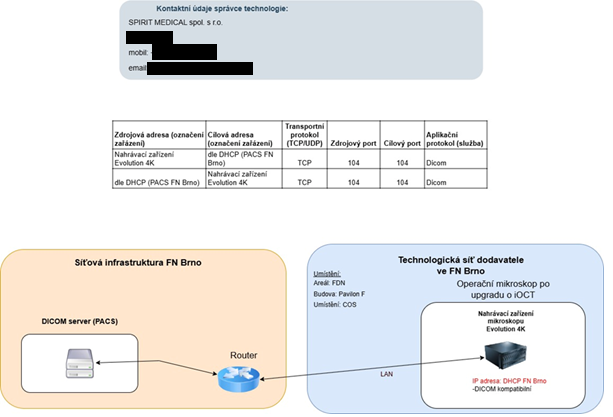 Kontaktní údaje správce technologie:
SPIRIT MEDICAL spol. s r.o.
mobil: -
email:
Zdrojová adresa (označení zařázení) Cílová adresa (označení zařázení) Transportní protokol (TCP/UDP) Zdrojový port Cílový port Aplikační protokol (služba)
Nahrávací zařízení Evolution 4K dle DHCP (PACS FN Brno) TCP 104 104 Dicom
dle DHCP (PACS FN Brno) Nahrávací zařízení Evolution 4K TCP 104 104 Dicom
Síťová infrastruktura FN Brno
DICOM server (PACS)
Router
LAN
Technologická síť dodavatele
ve FN Brno
Umístění:
Areál: FDN
Budova: Pavilon F
Umístění: COS
Operační mikroskop po
upgradu o iOCT
Nahrávací zařízení
mikroskopu
Evolution 4K
IP adresa: DHCP FN Brno
-DICOM kompatibilní